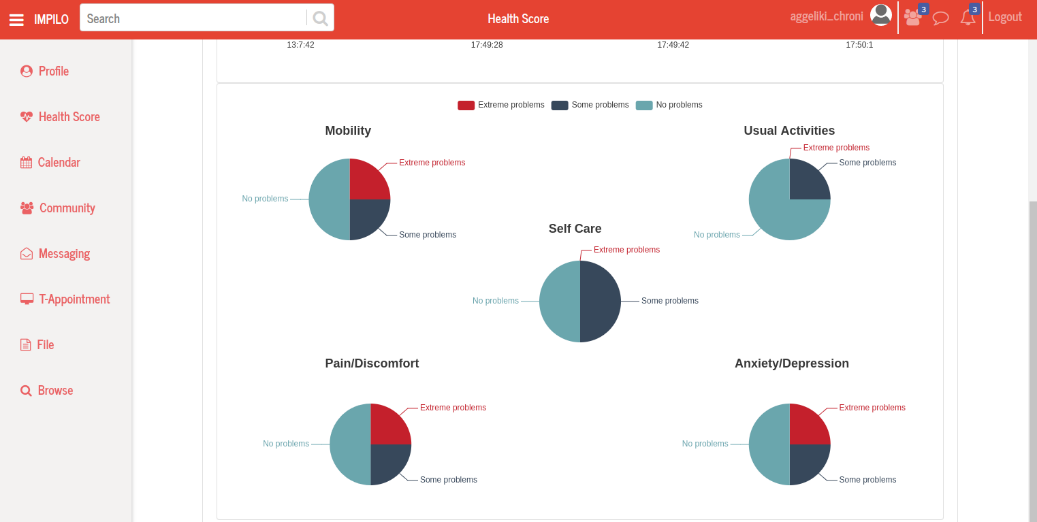 IMPILO
Search
Health Score
aggeliki_chroni
3
3
Logout
Profile
Health Score
Calendar
Community
Messaging
T-Appointment
File
Browse
13:7:42
17:49:28
17:49:42
17:50:1
Extreme problems
Some problems
No problems
Mobility
Extreme problems
No problems
Some problems
Usual Activities
Extreme problems
Some problems
No problems
Self Care
Extreme problems
No problems
Some problems
Pain/Discomfort
Extreme problems
No problems
Some problems
Anxiety/Depression
Extreme problems
No problems
Some problems